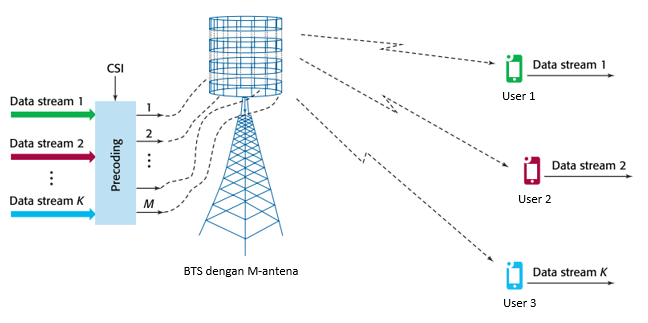 CSI
Data stream 1
Data stream 2
⋮
Data stream K
Precoding
1
2
⋮
M
BTS dengan M-antena
Data stream 1
User 1
Data stream 2
User 2
Data stream K
User 3